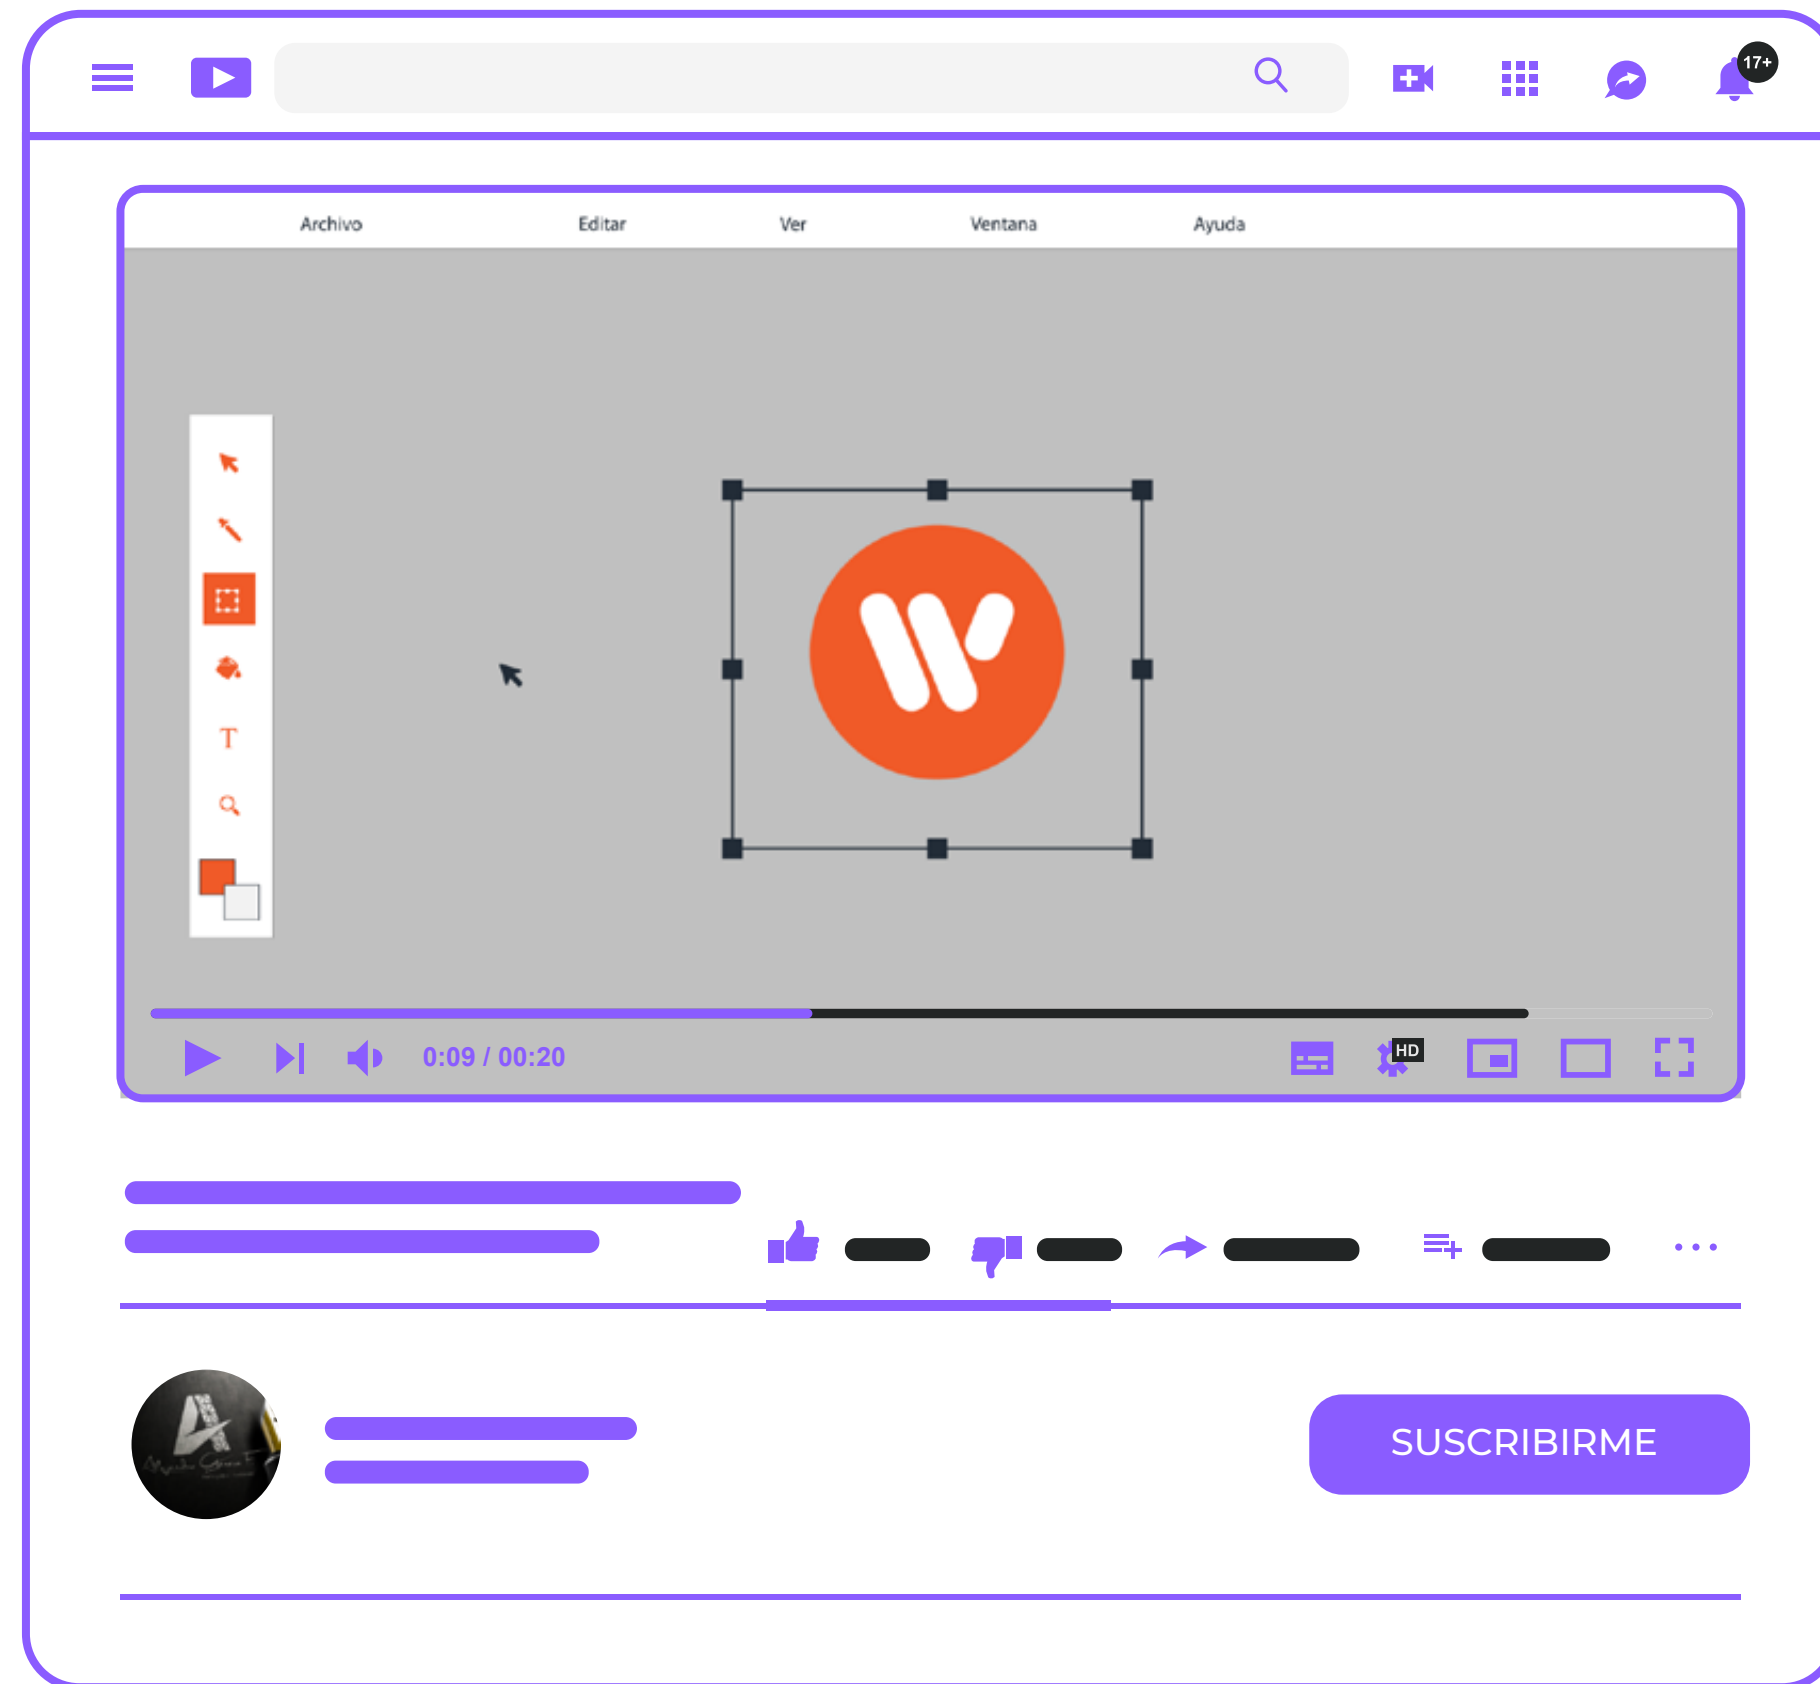 17+
Archivo Editar Ver Ventana Ayuda
T
0:09 / 00:20 HD
SUSCRIBIRME